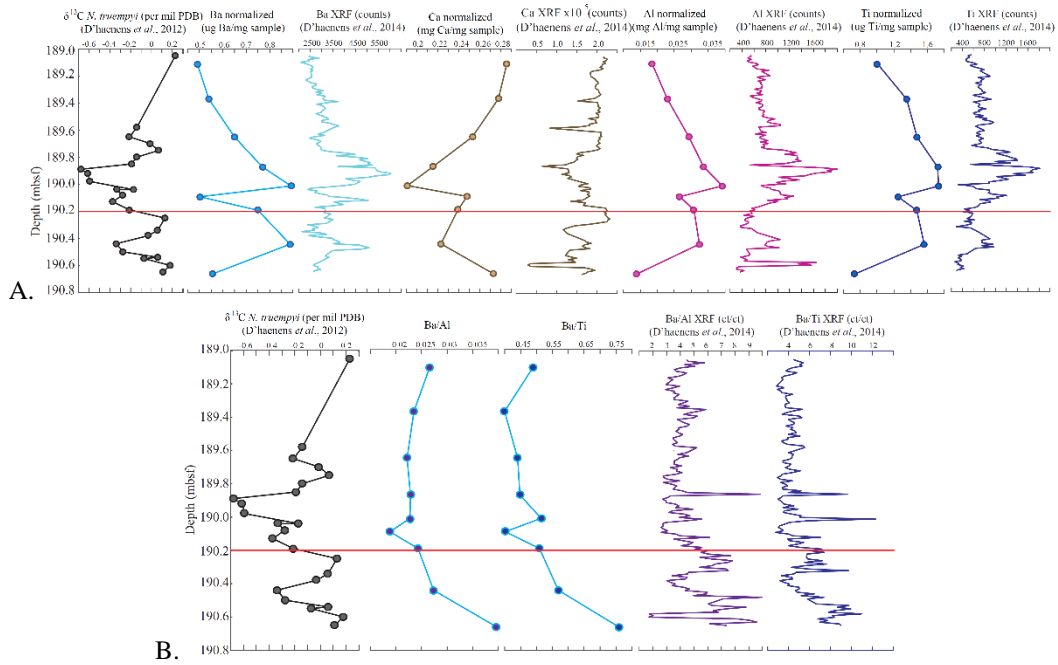 δ¹³C N. truempyi (per mil PDB)
(D'haenens et al., 2012)
Ba normalized
(ug Ba/mg sample)
Ba XRF (counts)
(D'haenens et al., 2014)
Ca normalized
(mg Ca/mg sample)
Ca XRF x10⁵ (counts)
(D'haenens et al., 2014)
Al normalized
(mg Al/mg sample)
Al XRF (counts)
(D'haenens et al., 2014)
Ti normalized
(ug Ti/mg sample)
Ti XRF (counts)
(D'haenens et al., 2014)
-0.6 -0.4 -0.2 0 0.2
0.5 0.6 0.7 0.8
2500 3500 4500 5500
0.2 0.22 0.24 0.26 0.28
0.5 1.0 1.5 2.0
0.015 0.025 0.035
400 800 1200 1600
1.2 1.6
400 800 1200 1600
189.0
189.2
189.4
189.6
189.8
190.0
190.2
190.4
190.6
190.8
Depth (mbsf)
A.
δ¹³C N. truempyi (per mil PDB)
(D'haenens et al., 2012)
Ba/Al
Ba/Ti
Ba/Al XRF (ct/ct)
(D'haenens et al., 2014)
Ba/Ti XRF (ct/ct)
(D'haenens et al., 2014)
-0.6 -0.4 -0.2 0 0.2
0.02 0.025 0.03 0.035
0.45 0.55 0.65 0.75
2 3 4 5 6 7 8 9
4 6 8 10 12
189.0
189.2
189.4
189.6
189.8
190.0
190.2
190.4
190.6
190.8
Depth (mbsf)
B.